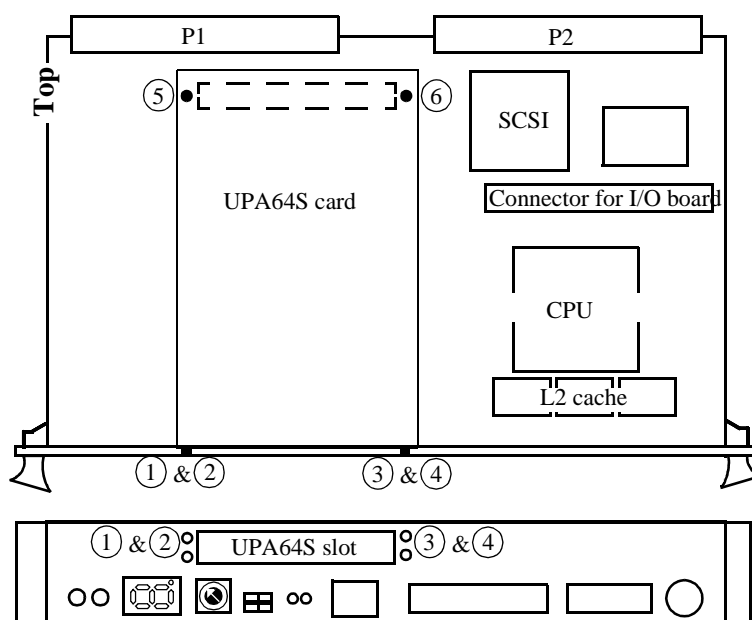 P1
P2
Top
5
6
SCSI
UPA64S card
Connector for I/O board
CPU
L2 cache
1 & 2
3 & 4
1 & 2
UPA64S slot
3 & 4